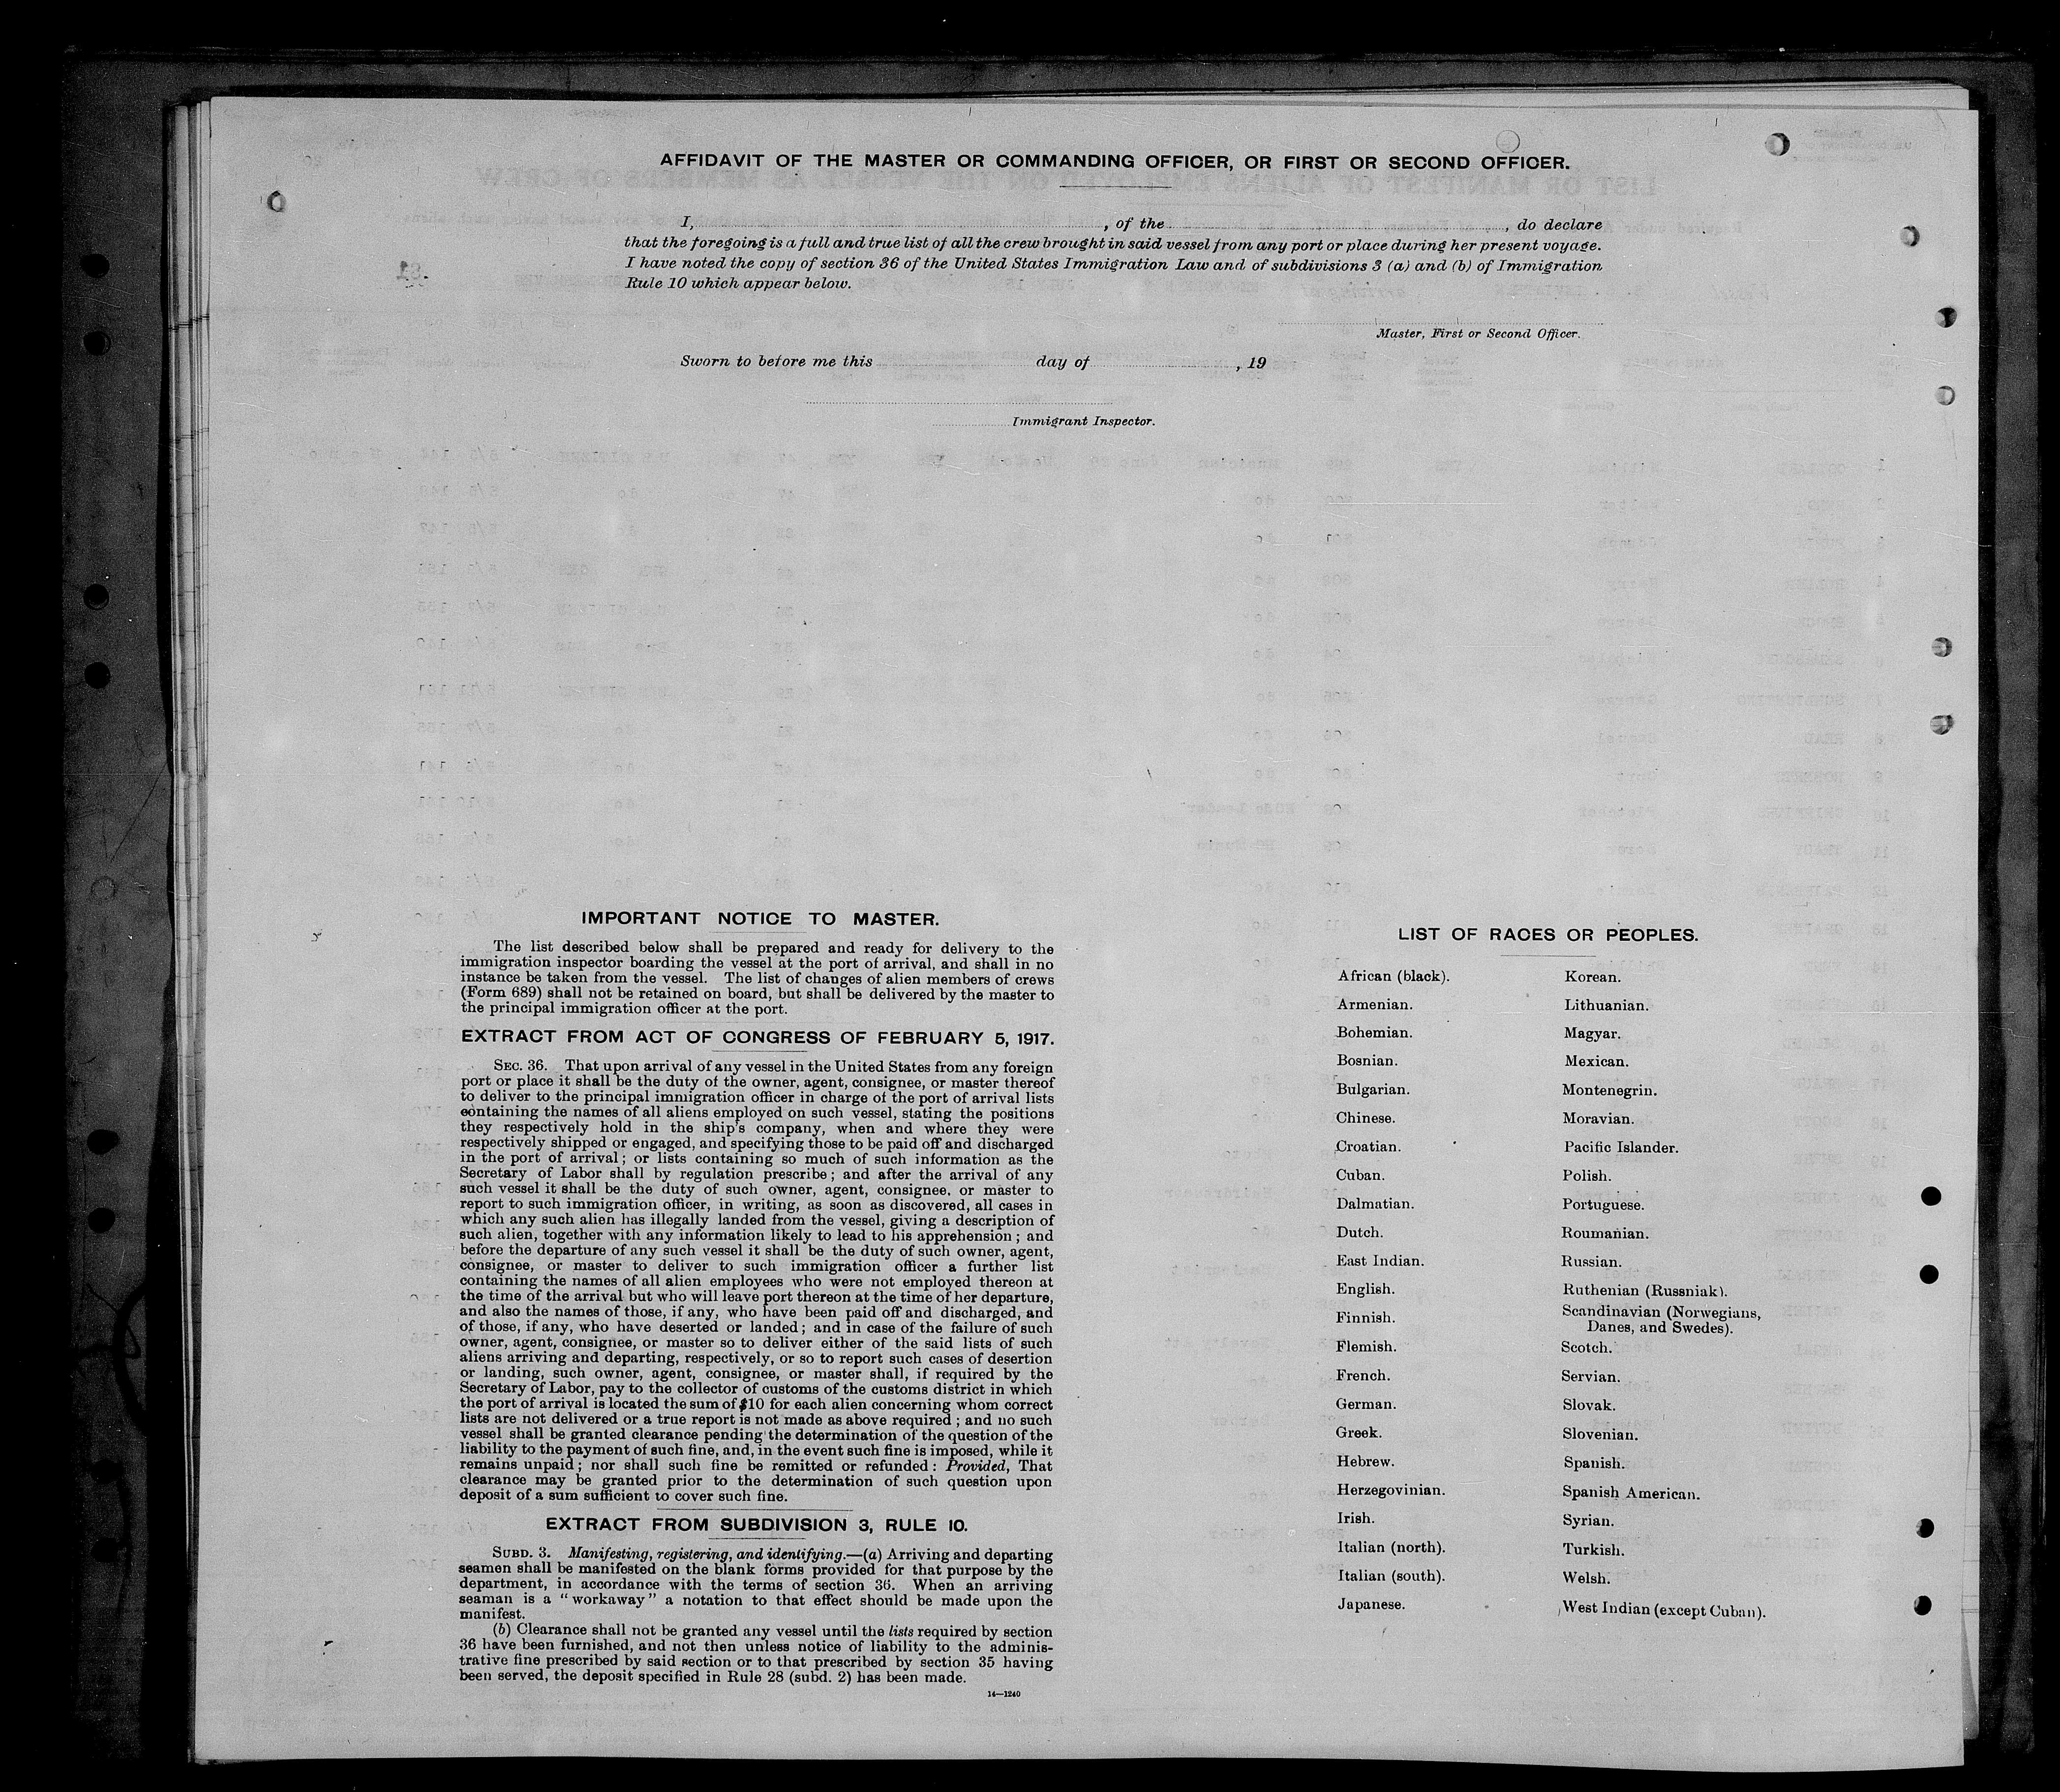 AFFIDAVIT OF THE MASTER OR COMMANDING OFFICER, OR FIRST OR SECOND OFFICER.
I, , of the , do declare
that the foregoing is a full and true list of all the crew brought in said vessel from any port or place during her present voyage.
I have noted the copy of section 36 of the United States Immigration Law and of subdivisions 3 (a) and (b) of Immigration
Rule 10 which appear below.
Master, First or Second Officer.
Sworn to before me this day of , 19
Immigrant Inspector.
IMPORTANT NOTICE TO MASTER.
The list described below shall be prepared and ready for delivery to the
immigration inspector boarding the vessel at the port of arrival, and shall in no
instance be taken from the vessel. The list of changes of alien members of crews
(Form 689) shall not be retained on board, but shall be delivered by the master to
the principal immigration officer at the port.
EXTRACT FROM ACT OF CONGRESS OF FEBRUARY 5, 1917.
SEC. 36. That upon arrival of any vessel in the United States from any foreign
port or place it shall be the duty of the owner, agent, consignee, or master thereof
to deliver to the principal immigration officer in charge of the port of arrival lists
containing the names of all aliens employed on such vessel, stating the positions
they respectively hold in the ship's company, when and where they were
respectively shipped or engaged, and specifying those to be paid off and discharged
in the port of arrival; or lists containing so much of such information as the
Secretary of Labor shall by regulation prescribe; and after the arrival of any
such vessel it shall be the duty of such owner, agent, consignee, or master to
report to such immigration officer, in writing, as soon as discovered, all cases in
which any such alien has illegally landed from the vessel, giving a description of
such alien, together with any information likely to lead to his apprehension; and
before the departure of any such vessel it shall be the duty of such owner, agent,
consignee, or master to deliver to such immigration officer a further list
containing the names of all alien employees who were not employed thereon at
the time of the arrival but who will leave port thereon at the time of her departure,
and also the names of those, if any, who have been paid off and discharged, and
of those, if any, who have deserted or landed; and in case of the failure of such
owner, agent, consignee, or master so to deliver either of the said lists of such
aliens arriving and departing, respectively, or so to report such cases of desertion
or landing, such owner, agent, consignee, or master shall, if required by the
Secretary of Labor, pay to the collector of customs of the customs district in which
the port of arrival is located the sum of $10 for each alien concerning whom correct
lists are not delivered or a true report is not made as above required; and no such
vessel shall be granted clearance pending the determination of the question of the
liability to the payment of such fine, and, in the event such fine is imposed, while it
remains unpaid; nor shall such fine be remitted or refunded: Provided, That
clearance may be granted prior to the determination of such question upon
deposit of a sum sufficient to cover such fine.
EXTRACT FROM SUBDIVISION 3, RULE 10.
SUBD. 3. Manifesting, registering, and identifying.—(a) Arriving and departing
seamen shall be manifested on the blank forms provided for that purpose by the
department, in accordance with the terms of section 36. When an arriving
seaman is a "workaway" a notation to that effect should be made upon the
manifest.
(b) Clearance shall not be granted any vessel until the lists required by section
36 have been furnished, and not then unless notice of liability to the adminis-
trative fine prescribed by said section or to that prescribed by section 35 having
been served, the deposit specified in Rule 28 (subd. 2) has been made.
14—1240
LIST OF RACES OR PEOPLES.
African (black).
Armenian.
Bohemian.
Bosnian.
Bulgarian.
Chinese.
Croatian.
Cuban.
Dalmatian.
Dutch.
East Indian.
English.
Finnish.
Flemish.
French.
German.
Greek.
Hebrew.
Herzegovinian.
Irish.
Italian (north).
Italian (south).
Japanese.
Korean.
Lithuanian.
Magyar.
Mexican.
Montenegrin.
Moravian.
Pacific Islander.
Polish.
Portuguese.
Roumanian.
Russian.
Ruthenian (Russniak).
Scandinavian (Norwegians,
Danes, and Swedes).
Scotch.
Servian.
Slovak.
Slovenian.
Spanish.
Spanish American.
Syrian.
Turkish.
Welsh.
West Indian (except Cuban).